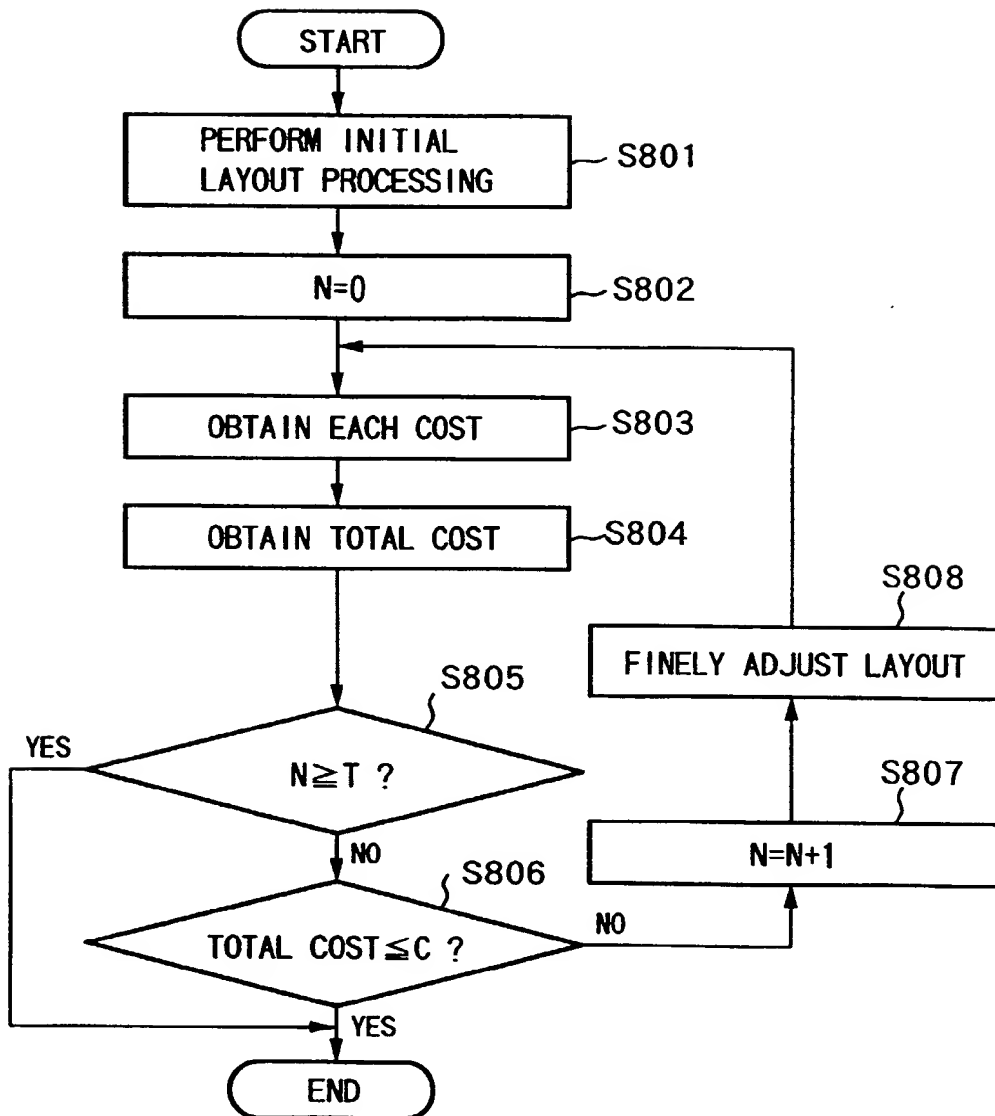 START
PERFORM INITIAL
LAYOUT PROCESSING
S801
N=0
S802
OBTAIN EACH COST
S803
OBTAIN TOTAL COST
S804
S808
FINELY ADJUST LAYOUT
S805
YES
N≧T ?
S807
N=N+1
NO
S806
TOTAL COST≦C ?
NO
YES
END